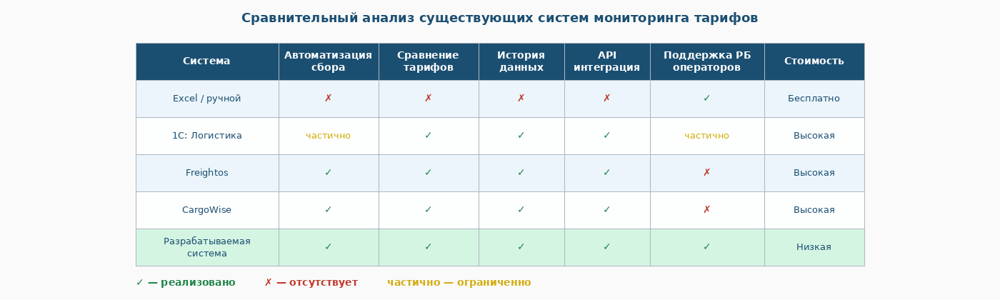 Сравнительный анализ существующих систем мониторинга тарифов
Система
Автоматизация
сбора
Сравнение
тарифов
История
данных
API
интеграция
Поддержка РБ
операторов
Стоимость
Excel / ручной ✗ ✗ ✗ ✗ ✓ Бесплатно
1С: Логистика частично ✓ ✓ ✓ частично Высокая
Freightos ✓ ✓ ✓ ✓ ✗ Высокая
CargoWise ✓ ✓ ✓ ✓ ✗ Высокая
Разрабатываемая
система ✓ ✓ ✓ ✓ ✓ Низкая
✓ — реализовано ✗ — отсутствует частично — ограниченно